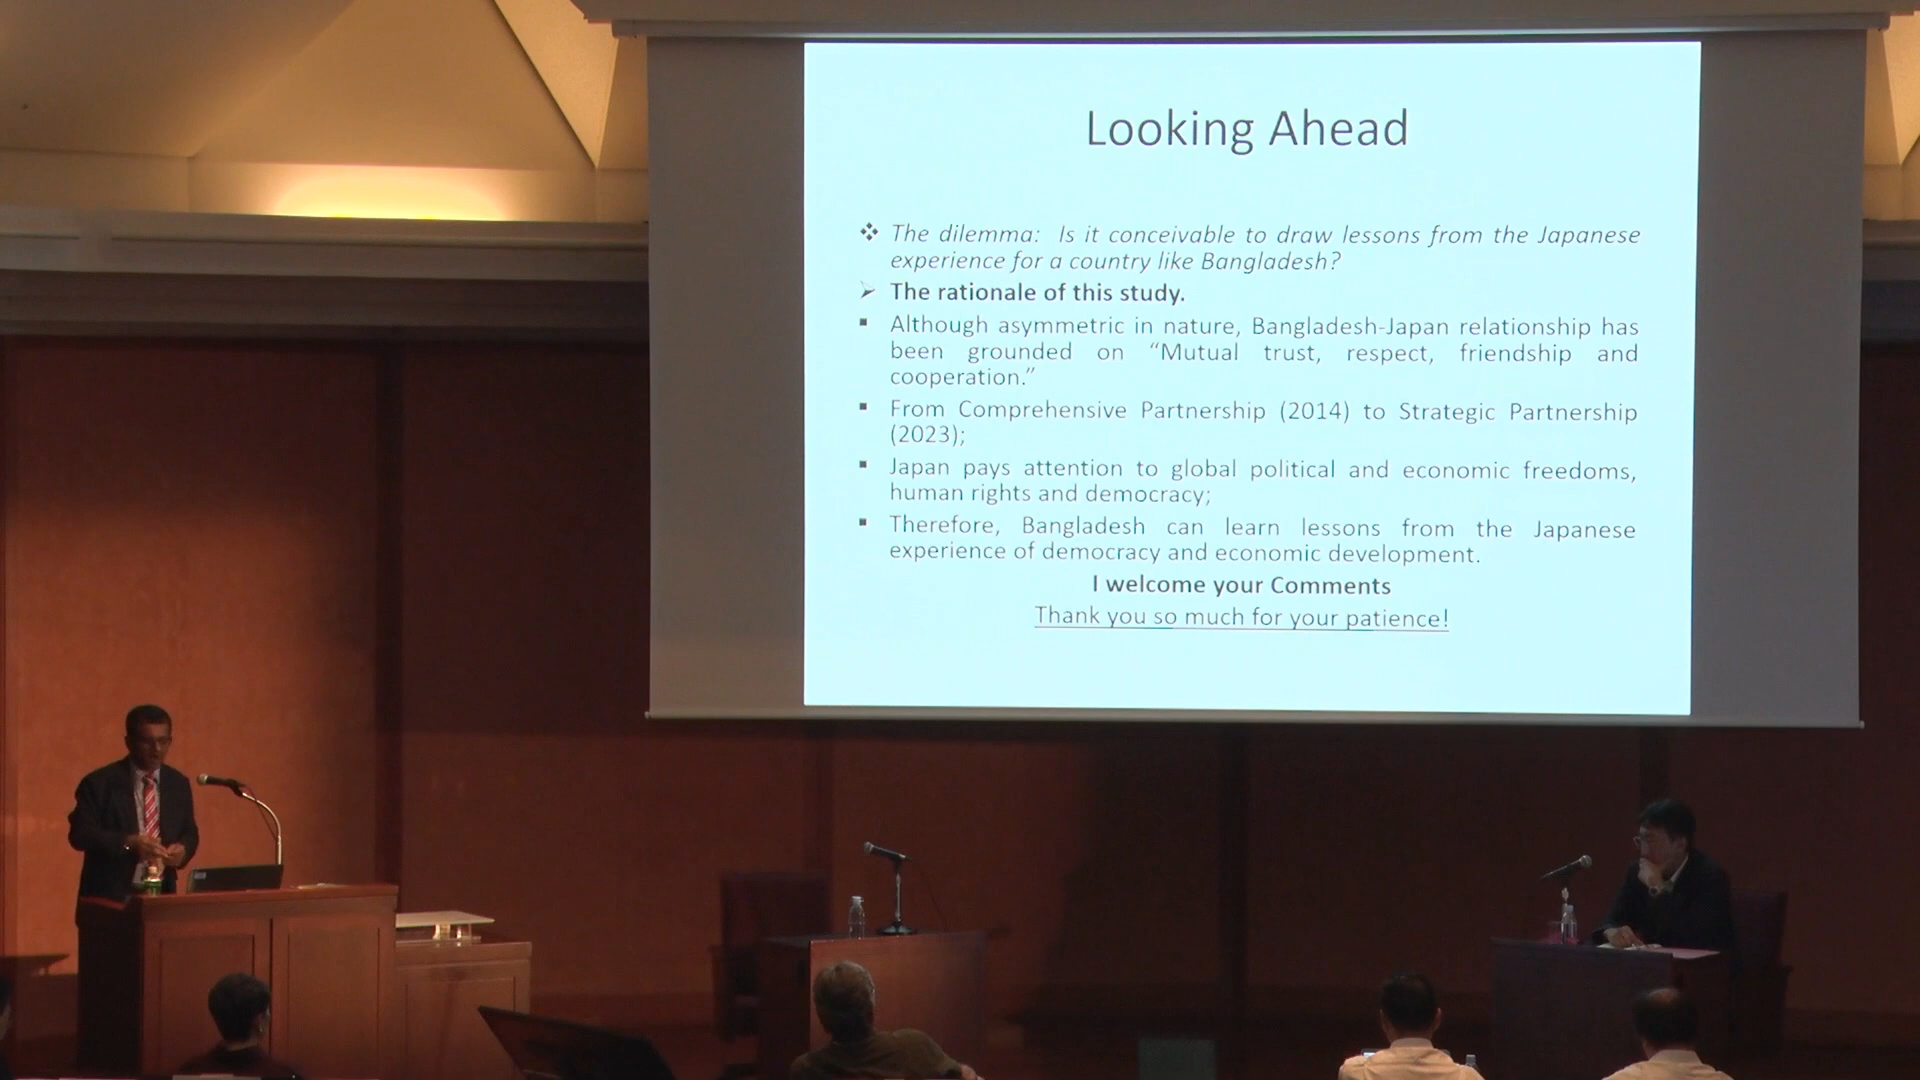 Looking Ahead
The dilemma: Is it conceivable to draw lessons from the Japanese
experience for a country like Bangladesh?
The rationale of this study.
Although asymmetric in nature, Bangladesh-Japan relationship has
been grounded on “Mutual trust, respect, friendship and
cooperation.”
From Comprehensive Partnership (2014) to Strategic Partnership
(2023);
Japan pays attention to global political and economic freedoms,
human rights and democracy;
Therefore, Bangladesh can learn lessons from the Japanese
experience of democracy and economic development.
I welcome your Comments
Thank you so much for your patience!